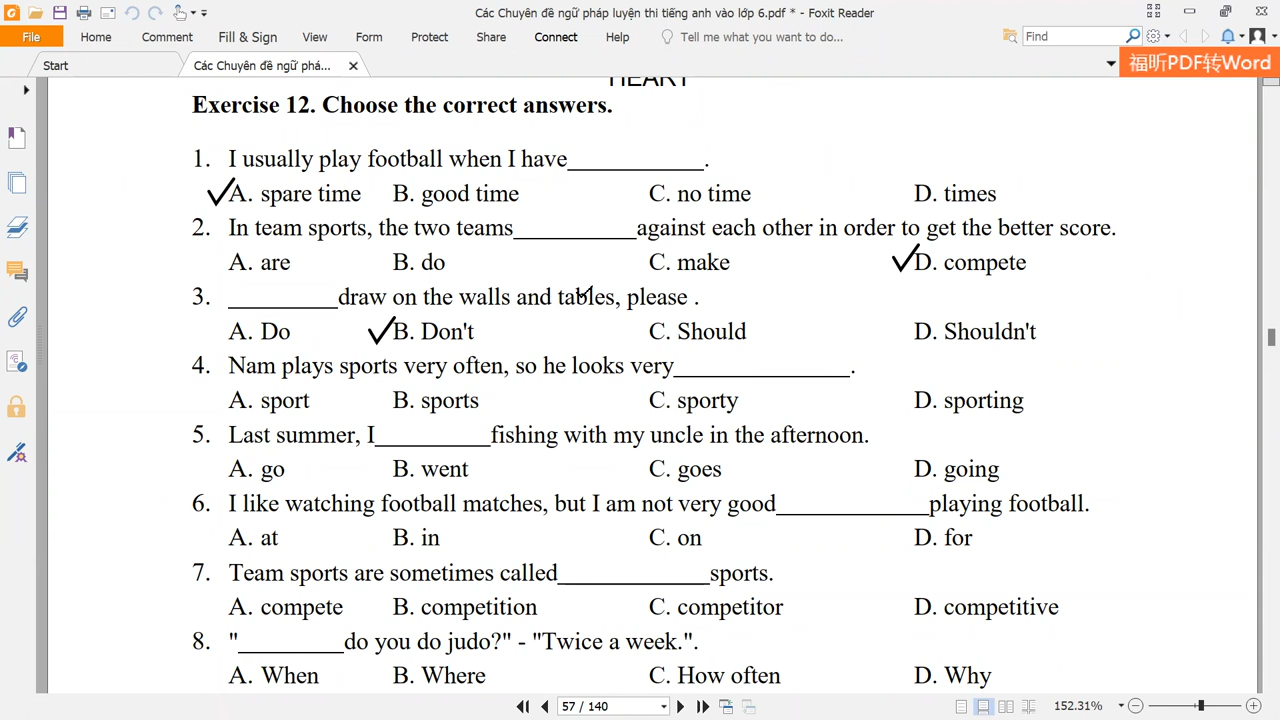 Các Chuyên đề ngữ pháp luyện thi tiếng anh vào lớp 6.pdf * - Foxit Reader
File Home Comment Fill & Sign View Form Protect Share Connect Help Tell me what you want to do... Find
Start Các Chuyên đề ngữ phá... 福昕PDF转Word
HEART
Exercise 12. Choose the correct answers.
1. I usually play football when I have____________.
A. spare time B. good time C. no time D. times
2. In team sports, the two teams___________against each other in order to get the better score.
A. are B. do C. make D. compete
3. __________draw on the walls and tables, please .
A. Do B. Don't C. Should D. Shouldn't
4. Nam plays sports very often, so he looks very________________.
A. sport B. sports C. sporty D. sporting
5. Last summer, I__________fishing with my uncle in the afternoon.
A. go B. went C. goes D. going
6. I like watching football matches, but I am not very good______________playing football.
A. at B. in C. on D. for
7. Team sports are sometimes called______________sports.
A. compete B. competition C. competitor D. competitive
8. "__________do you do judo?" - "Twice a week.".
A. When B. Where C. How often D. Why
57 / 140 152.31%